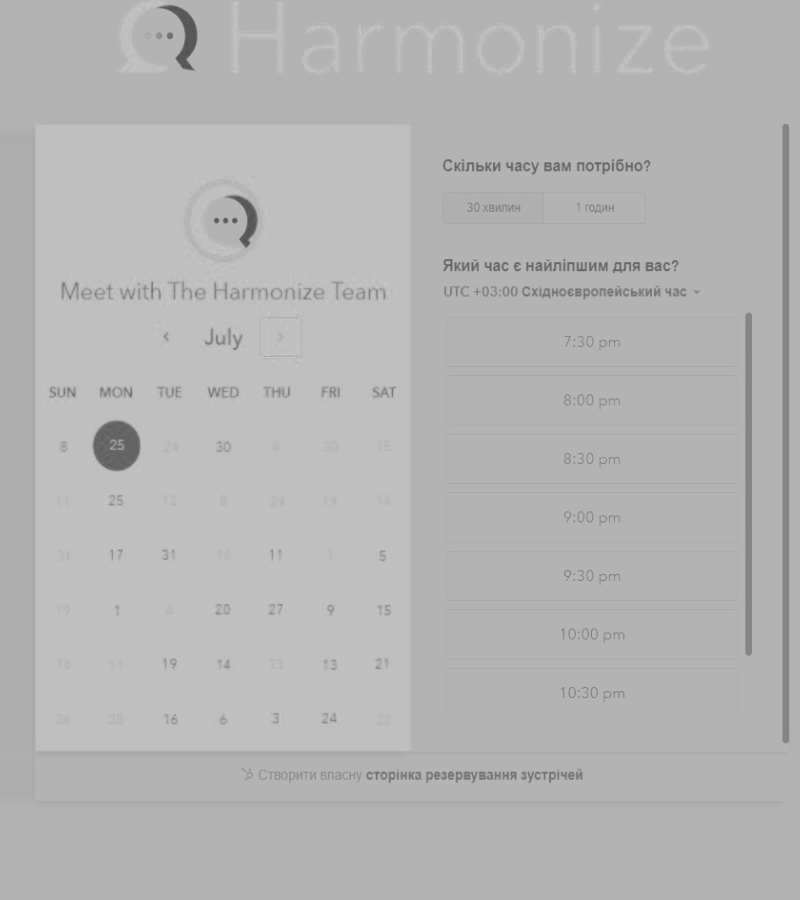 Harmonize
Meet with The Harmonize Team
July
SUN MON TUE WED THU FRI SAT
8 25 24 30 6 30 15
11 25 12 8 24 19 14
31 17 31 16 11 5
19 1 6 20 27 9 15
16 11 19 14 13 13 21
26 28 16 6 3 24 22
Скільки часу вам потрібно?
30 хвилин 1 годин
Який час є найліпшим для вас?
UTC +03:00 Східноєвропейський час
7:30 pm
8:00 pm
8:30 pm
9:00 pm
9:30 pm
10:00 pm
10:30 pm
Створити власну сторінка резервування зустрічей